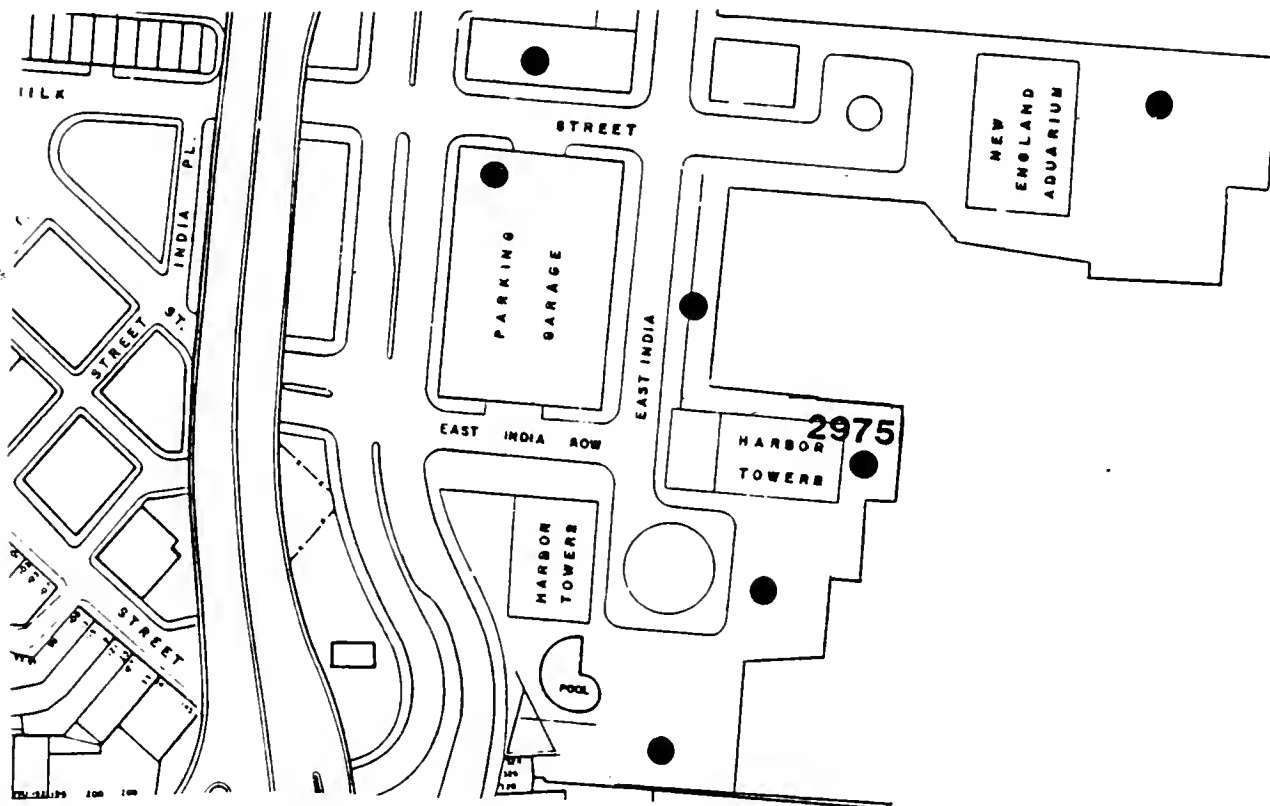 STREET
INDIA PL.
NEW
ENGLAND
AQUARIUM
PARKING
GARAGE
STREET
ST.
EAST INDIA
EAST INDIA ROW
2975
HARBOR
TOWERS
HARBOR
TOWERS
STREET
POOL